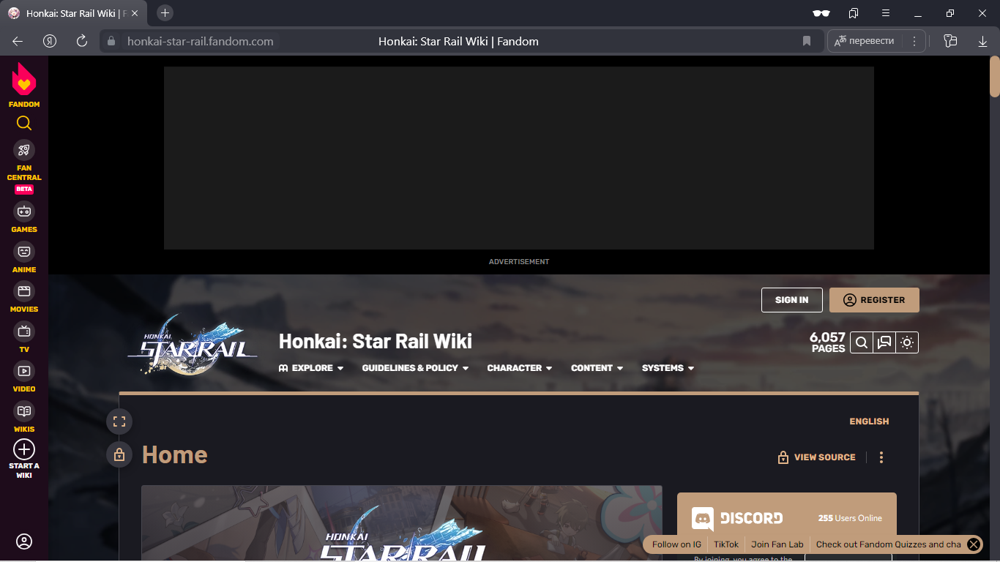 Honkai: Star Rail Wiki | F
honkai-star-rail.fandom.com
Honkai: Star Rail Wiki | Fandom
перевести
FANDOM
FAN
CENTRAL
BETA
GAMES
ANIME
MOVIES
TV
VIDEO
WIKIS
START A
WIKI
ADVERTISEMENT
SIGN IN
REGISTER
HONKAI:
STAR RAIL
Honkai: Star Rail Wiki
6,057
PAGES
EXPLORE
GUIDELINES & POLICY
CHARACTER
CONTENT
SYSTEMS
ENGLISH
Home
VIEW SOURCE
HONKAI:
STAR RAIL
DISCORD
255 Users Online
Follow on IG
TikTok
Join Fan Lab
Check out Fandom Quizzes and cha
By joining, you agree to the